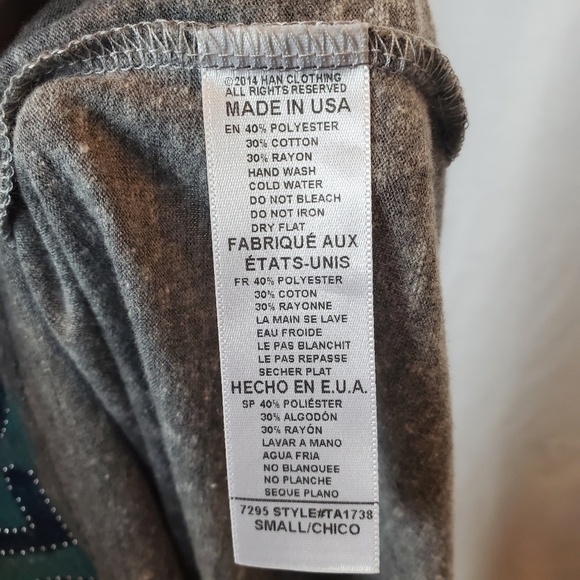 ©2014 HAN CLOTHING
ALL RIGHTS RESERVED
MADE IN USA
EN 40% POLYESTER
30% COTTON
30% RAYON
HAND WASH
COLD WATER
DO NOT BLEACH
DO NOT IRON
DRY FLAT
FABRIQUÉ AUX
ÉTATS-UNIS
FR 40% POLYESTER
30% COTON
30% RAYONNE
LA MAIN SE LAVE
EAU FROIDE
LE PAS BLANCHIT
LE PAS REPASSE
SECHER PLAT
HECHO EN E.U.A.
SP 40% POLIÉSTER
30% ALGODÓN
30% RAYÓN
LAVAR A MANO
AGUA FRIA
NO BLANQUEE
NO PLANCHE
SEQUE PLANO
7295 STYLE#TA1738
SMALL/CHICO